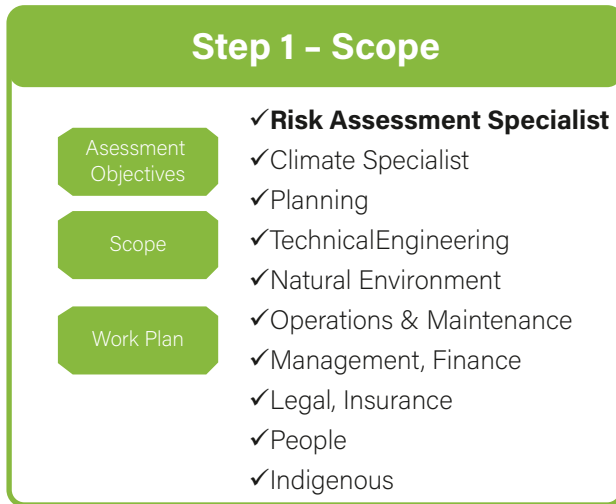 Step 1 – Scope
Asessment
Objectives
Scope
Work Plan
✓Risk Assessment Specialist
✓Climate Specialist
✓Planning
✓TechnicalEngineering
✓Natural Environment
✓Operations & Maintenance
✓Management, Finance
✓Legal, Insurance
✓People
✓Indigenous